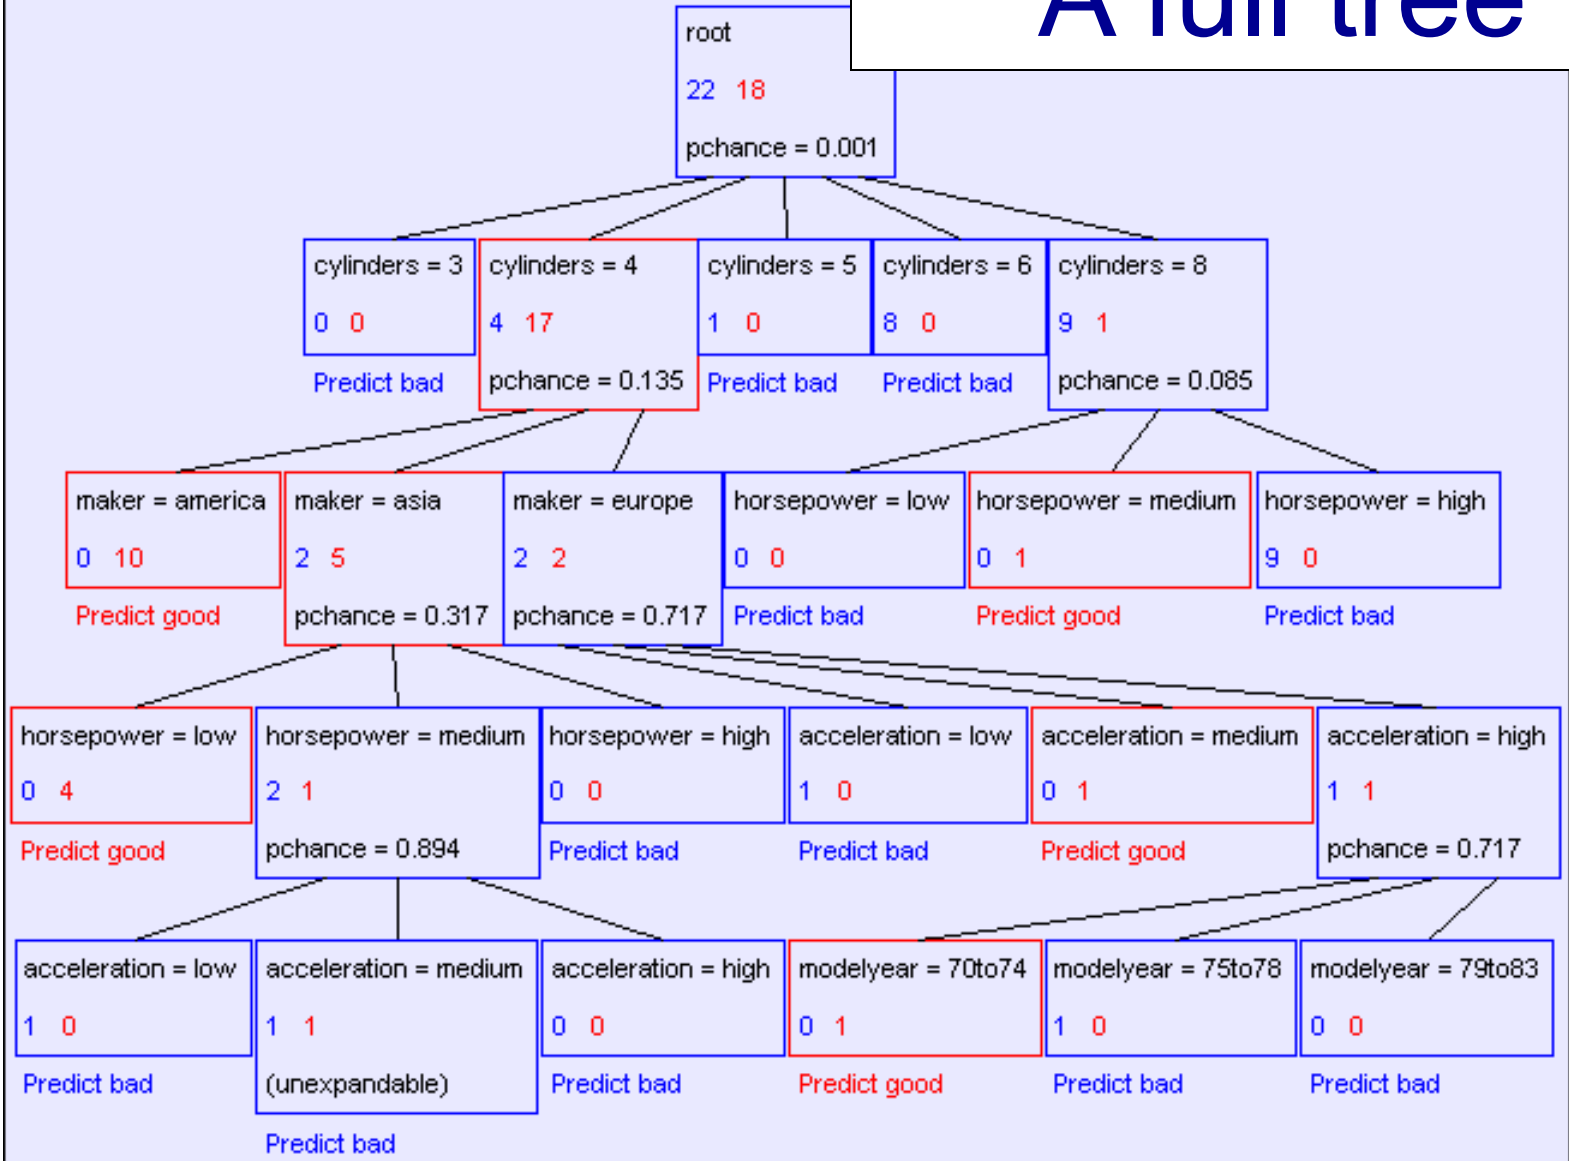 A full tree
root
22 18
pchance = 0.001
cylinders = 3 cylinders = 4 cylinders = 5 cylinders = 6 cylinders = 8
0 0 4 17 1 0 8 0 9 1
Predict bad pchance = 0.135 Predict bad Predict bad pchance = 0.085
maker = america maker = asia maker = europe horsepower = low horsepower = medium horsepower = high
0 10 2 5 2 2 0 0 0 1 9 0
Predict good pchance = 0.317 pchance = 0.717 Predict bad Predict good Predict bad
horsepower = low horsepower = medium horsepower = high acceleration = low acceleration = medium acceleration = high
0 4 2 1 0 0 1 0 0 1 1 1
Predict good pchance = 0.894 Predict bad Predict bad Predict good pchance = 0.717
acceleration = low acceleration = medium acceleration = high modelyear = 70to74 modelyear = 75to78 modelyear = 79to83
1 0 1 1 0 0 0 1 1 0 0 0
Predict bad (unexpandable) Predict bad Predict good Predict bad Predict bad
Predict bad